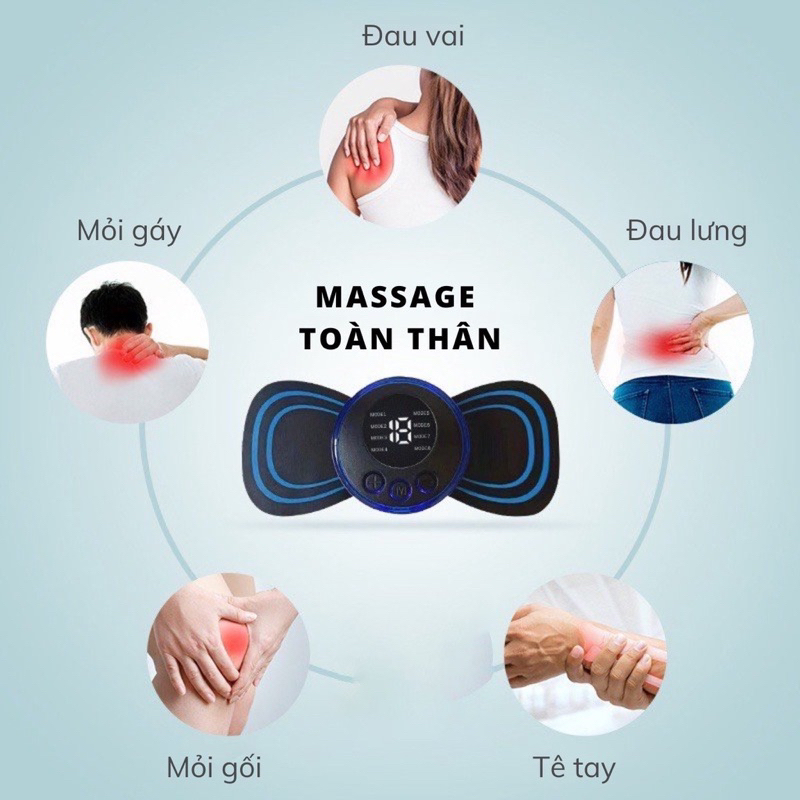 Đau vai
Mỏi gáy
Đau lưng
MASSAGE
TOÀN THÂN
M
Mỏi gối
Tê tay